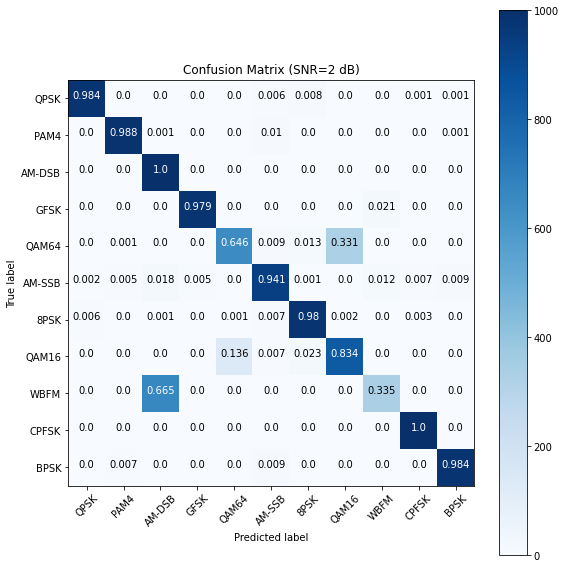 Confusion Matrix (SNR=2 dB)
QPSK 0.984 0.0 0.0 0.0 0.0 0.006 0.008 0.0 0.0 0.001 0.001
PAM4 0.0 0.988 0.001 0.0 0.0 0.01 0.0 0.0 0.0 0.0 0.001
AM-DSB 0.0 0.0 1.0 0.0 0.0 0.0 0.0 0.0 0.0 0.0 0.0
GFSK 0.0 0.0 0.0 0.979 0.0 0.0 0.0 0.0 0.021 0.0 0.0
QAM64 0.0 0.001 0.0 0.0 0.646 0.009 0.013 0.331 0.0 0.0 0.0
AM-SSB 0.002 0.005 0.018 0.005 0.0 0.941 0.001 0.0 0.012 0.007 0.009
8PSK 0.006 0.0 0.001 0.0 0.001 0.007 0.98 0.002 0.0 0.003 0.0
QAM16 0.0 0.0 0.0 0.0 0.136 0.007 0.023 0.834 0.0 0.0 0.0
WBFM 0.0 0.0 0.665 0.0 0.0 0.0 0.0 0.0 0.335 0.0 0.0
CPFSK 0.0 0.0 0.0 0.0 0.0 0.0 0.0 0.0 0.0 1.0 0.0
BPSK 0.0 0.007 0.0 0.0 0.0 0.009 0.0 0.0 0.0 0.0 0.984
QPSK PAM4 AM-DSB GFSK QAM64 AM-SSB 8PSK QAM16 WBFM CPFSK BPSK
Predicted label
True label
1000
800
600
400
200
0